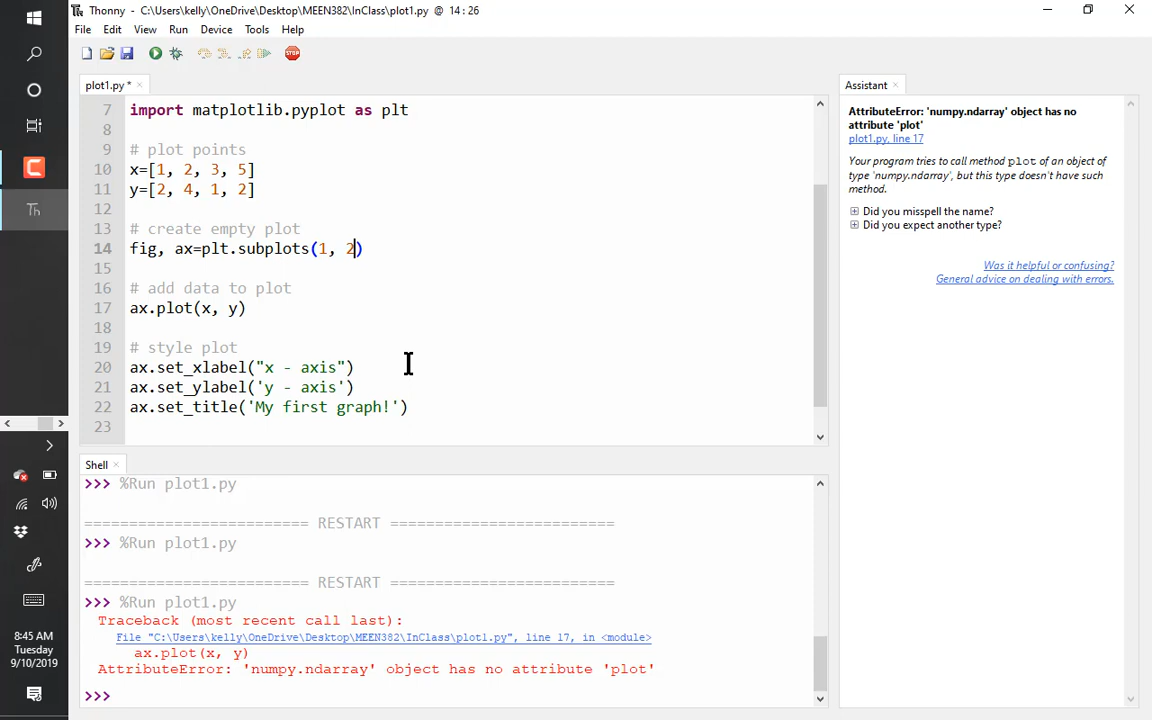 Thonny - C:\Users\kelly\OneDrive\Desktop\MEEN382\InClass\plot1.py @ 14 : 26
File Edit View Run Device Tools Help
STOP
plot1.py *
7 import matplotlib.pyplot as plt
8
9 # plot points
10 x=[1, 2, 3, 5]
11 y=[2, 4, 1, 2]
12
13 # create empty plot
14 fig, ax=plt.subplots(1, 2)
15
16 # add data to plot
17 ax.plot(x, y)
18
19 # style plot
20 ax.set_xlabel("x - axis")
21 ax.set_ylabel('y - axis')
22 ax.set_title('My first graph!')
23
Shell
>>> %Run plot1.py
========================= RESTART =========================
>>> %Run plot1.py
========================= RESTART =========================
>>> %Run plot1.py
Traceback (most recent call last):
File "C:\Users\kelly\OneDrive\Desktop\MEEN382\InClass\plot1.py", line 17, in <module>
ax.plot(x, y)
AttributeError: 'numpy.ndarray' object has no attribute 'plot'
>>>
Assistant
AttributeError: 'numpy.ndarray' object has no
attribute 'plot'
plot1.py, line 17
Your program tries to call method plot of an object of
type 'numpy.ndarray', but this type doesn't have such
method.
Did you misspell the name?
Did you expect another type?
Was it helpful or confusing?
General advice on dealing with errors.
Th
8:45 AM
Tuesday
9/10/2019